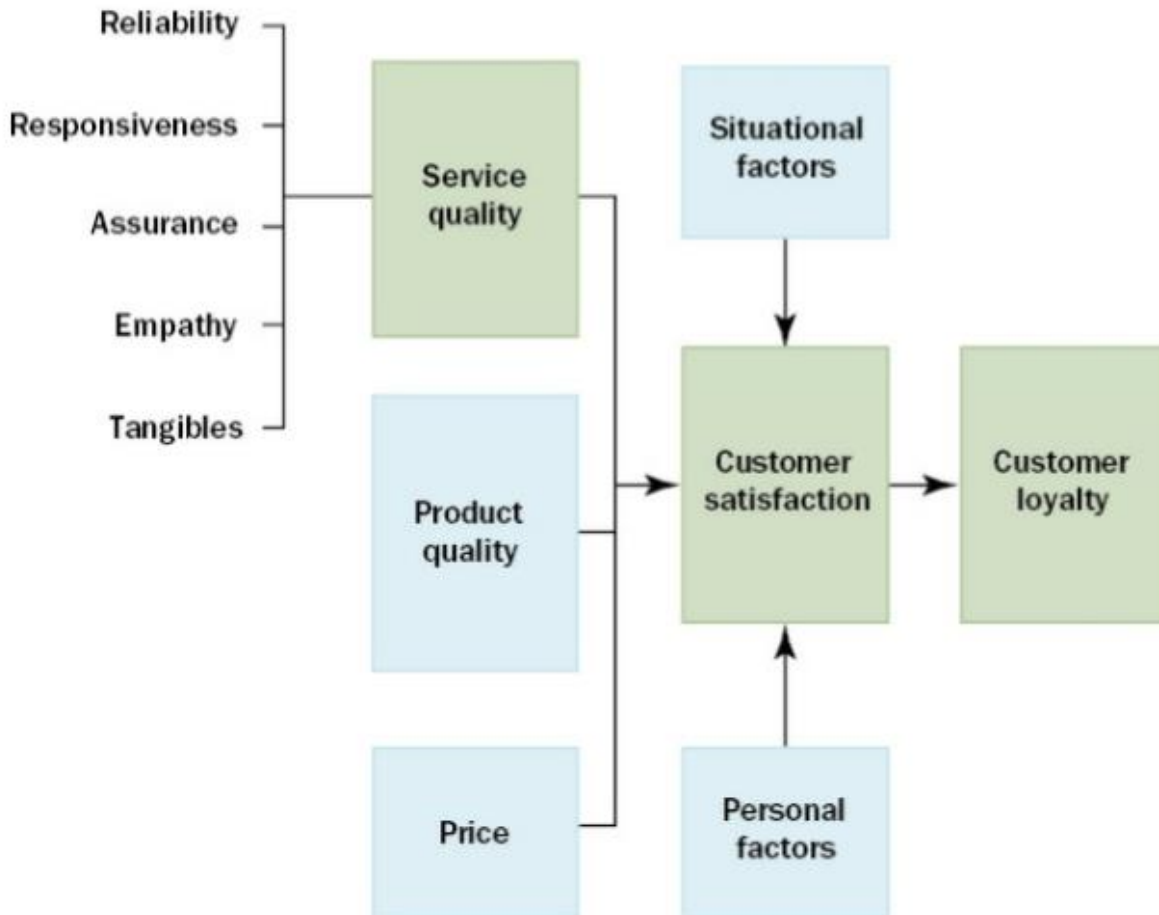 Reliability
Responsiveness
Assurance
Empathy
Tangibles
Service
quality
Product
quality
Price
Situational
factors
Customer
satisfaction
Personal
factors
Customer
loyalty